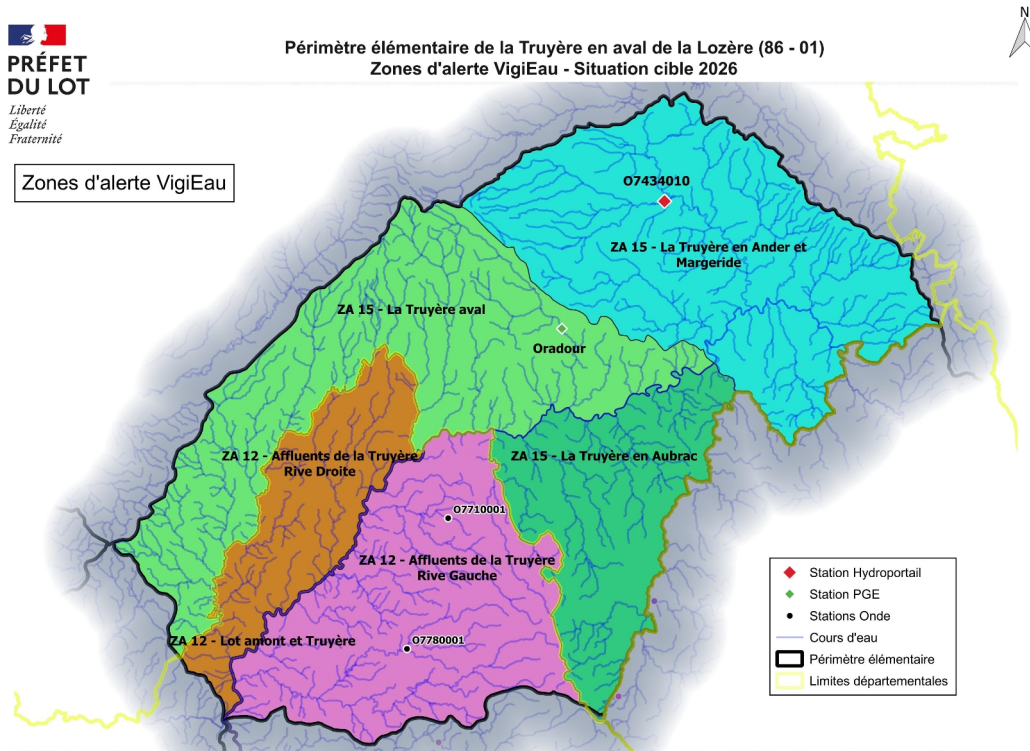 N
PRÉFET
DU LOT
Liberté
Égalité
Fraternité
Périmètre élémentaire de la Truyère en aval de la Lozère (86 - 01)
Zones d'alerte VigiEau - Situation cible 2026
Zones d'alerte VigiEau
O7434010
ZA 15 - La Truyère en Ander et
Margeride
ZA 15 - La Truyère aval
Oradour
ZA 12 - Affluents de la Truyère
Rive Droite
ZA 15 - La Truyère en Aubrac
O7710001
ZA 12 - Affluents de la Truyère
Rive Gauche
ZA 12 - Lot amont et Truyère
O7780001
Station Hydroportail
Station PGE
Stations Onde
Cours d'eau
Périmètre élémentaire
Limites départementales